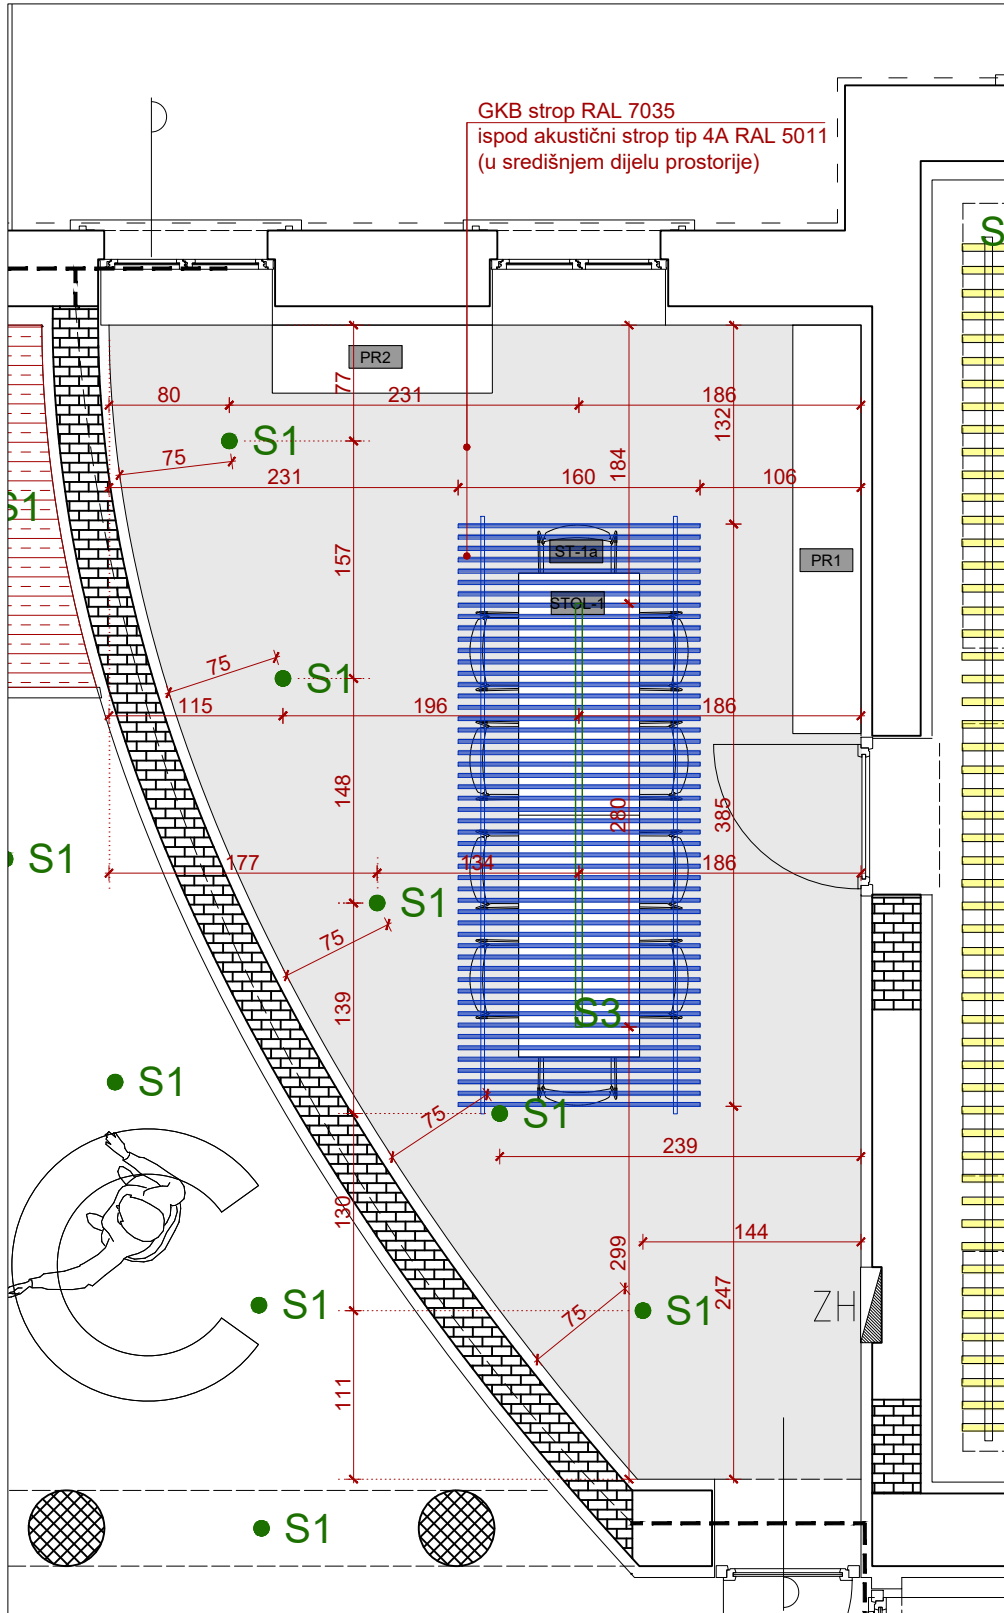 GKB strop RAL 7035
ispod akustični strop tip 4A RAL 5011
(u središnjem dijelu prostorije)
S
PR2
77
80
231
186
132
S1
75
184
231
160
106
S1
157
ST-1a
PR1
STOL-1
75
S1
115
196
186
148
280
385
S1
177
134
186
S1
75
139
S3
S1
75
S1
239
130
144
299
247
S1
S1
ZH
75
111
S1